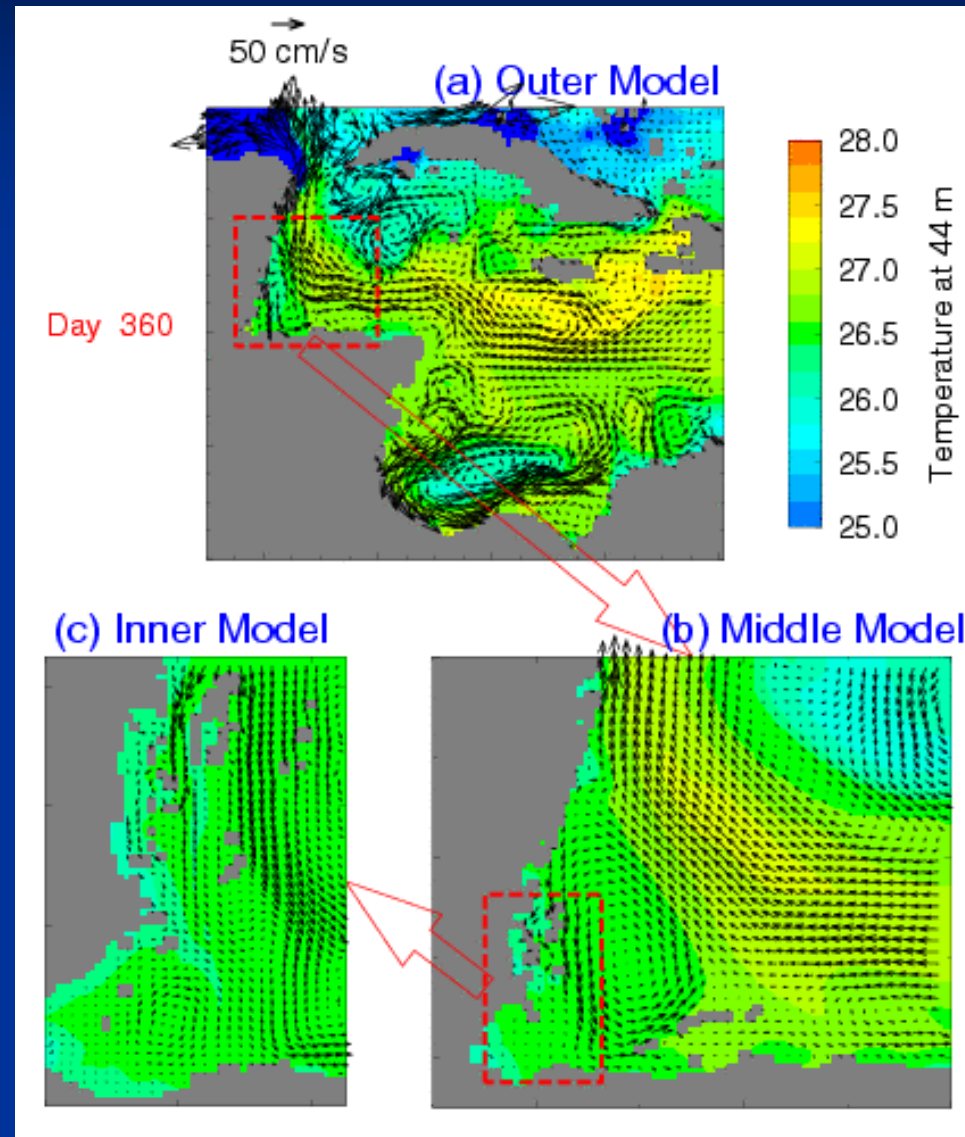 50 cm/s
(a) Outer Model
28.0
27.5
27.0
26.5
26.0
25.5
25.0
Temperature at 44 m
Day 360
(c) Inner Model
(b) Middle Model